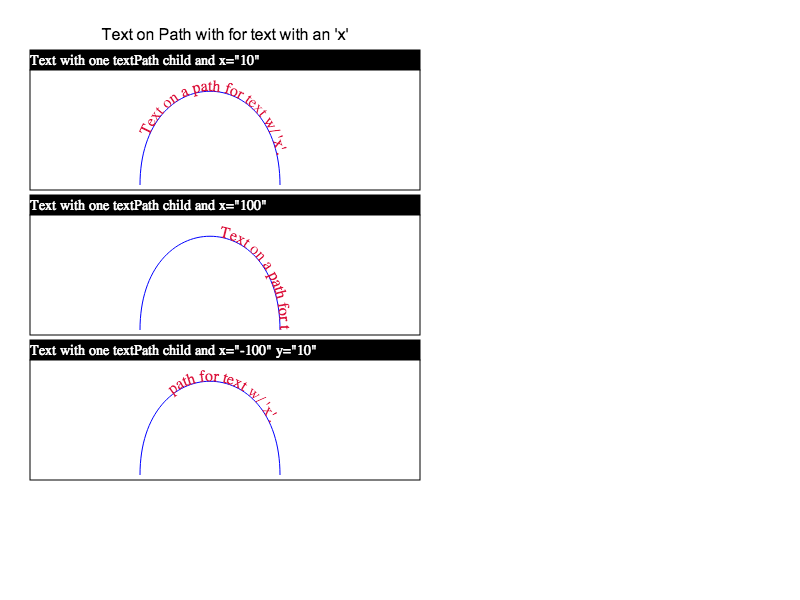 Text on Path with for text with an 'x'
Text with one textPath child and x="10"
Text on a path for text w/ 'x'.
Text with one textPath child and x="100"
Text on a path for t
Text with one textPath child and x="-100" y="10"
path for text w/ 'x'.